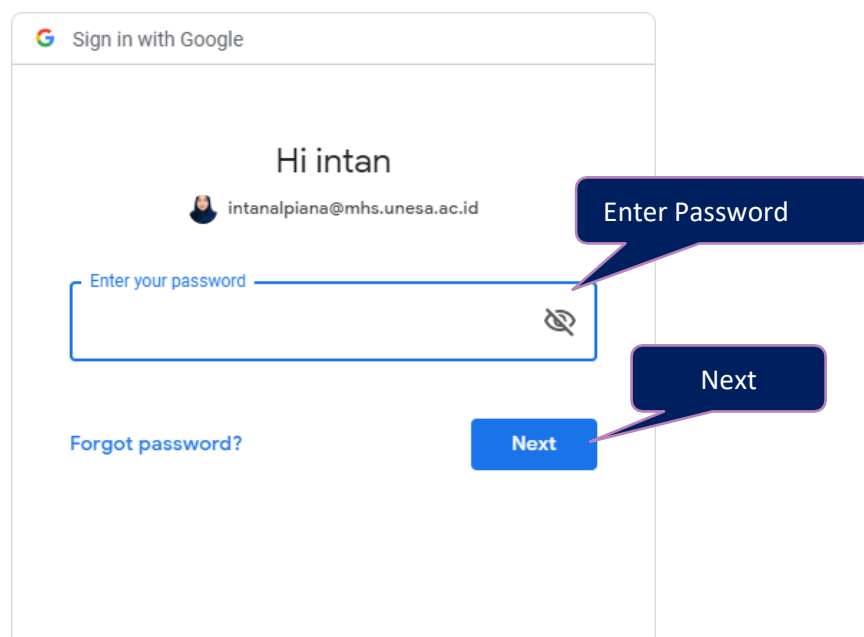 Sign in with Google
Hi intan
intanalpiana@mhs.unesa.ac.id
Enter Password
Enter your password
Next
Forgot password?
Next